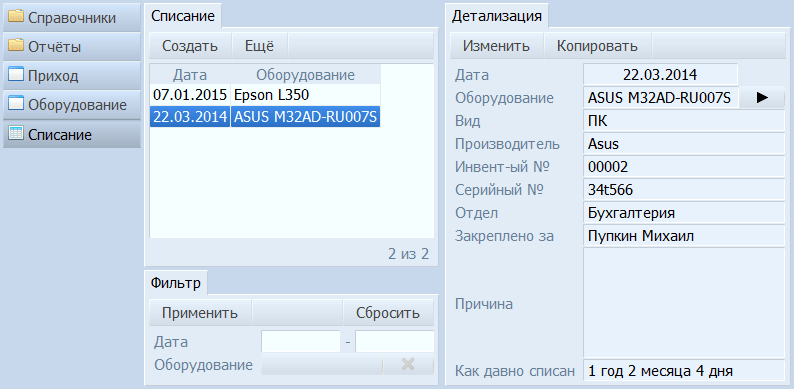 Справочники
Отчёты
Приход
Оборудование
Списание
Списание
Создать Ещё
Дата Оборудование
07.01.2015 Epson L350
22.03.2014 ASUS M32AD-RU007S
2 из 2
Фильтр
Применить Сбросить
Дата -
Оборудование
Детализация
Изменить Копировать
Дата 22.03.2014
Оборудование ASUS M32AD-RU007S
Вид ПК
Производитель Asus
Инвент-ый № 00002
Серийный № 34t566
Отдел Бухгалтерия
Закреплено за Пупкин Михаил
Причина
Как давно списан 1 год 2 месяца 4 дня